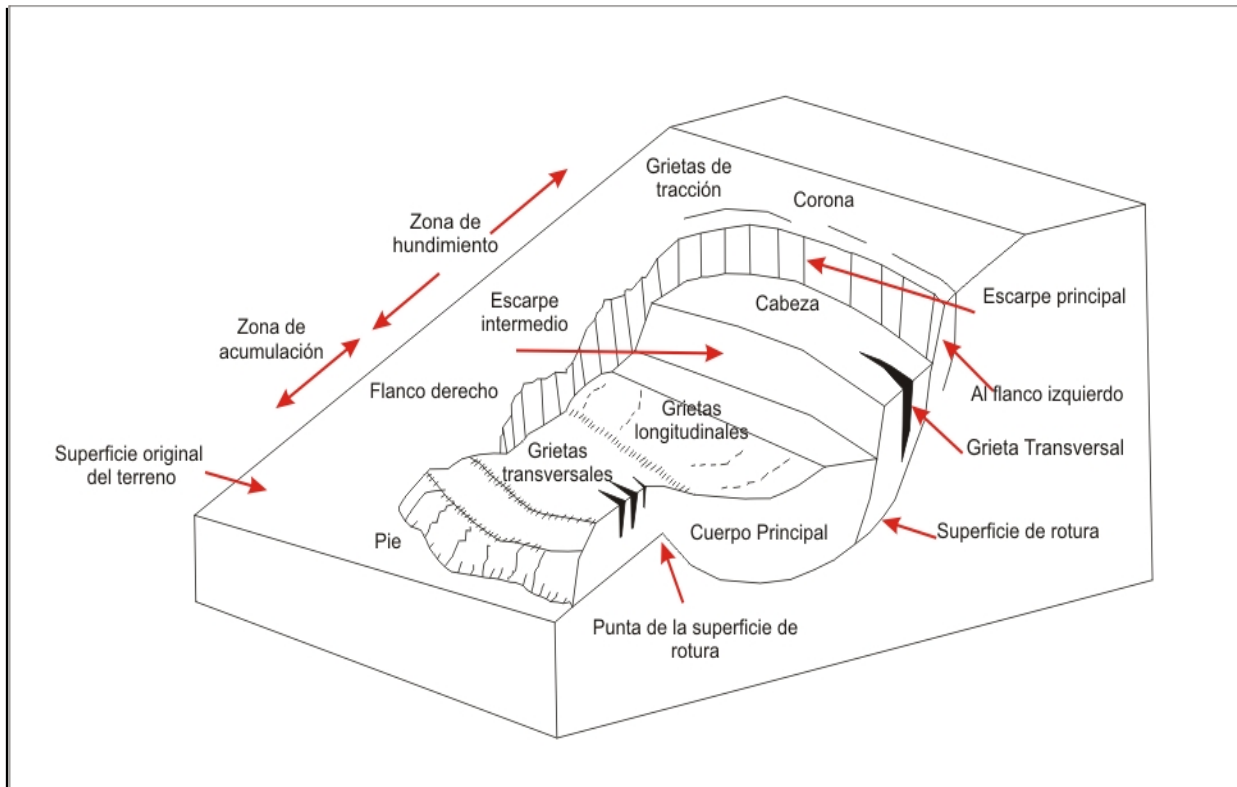 Grietas de
tracción
Corona
Zona de
hundimiento
Escarpe principal
Escarpe
intermedio
Cabeza
Zona de
acumulación
Flanco derecho
Al flanco izquierdo
Grietas
longitudinales
Grieta Transversal
Superficie original
del terreno
Grietas
transversales
Pie
Cuerpo Principal
Superficie de rotura
Punta de la superficie de
rotura